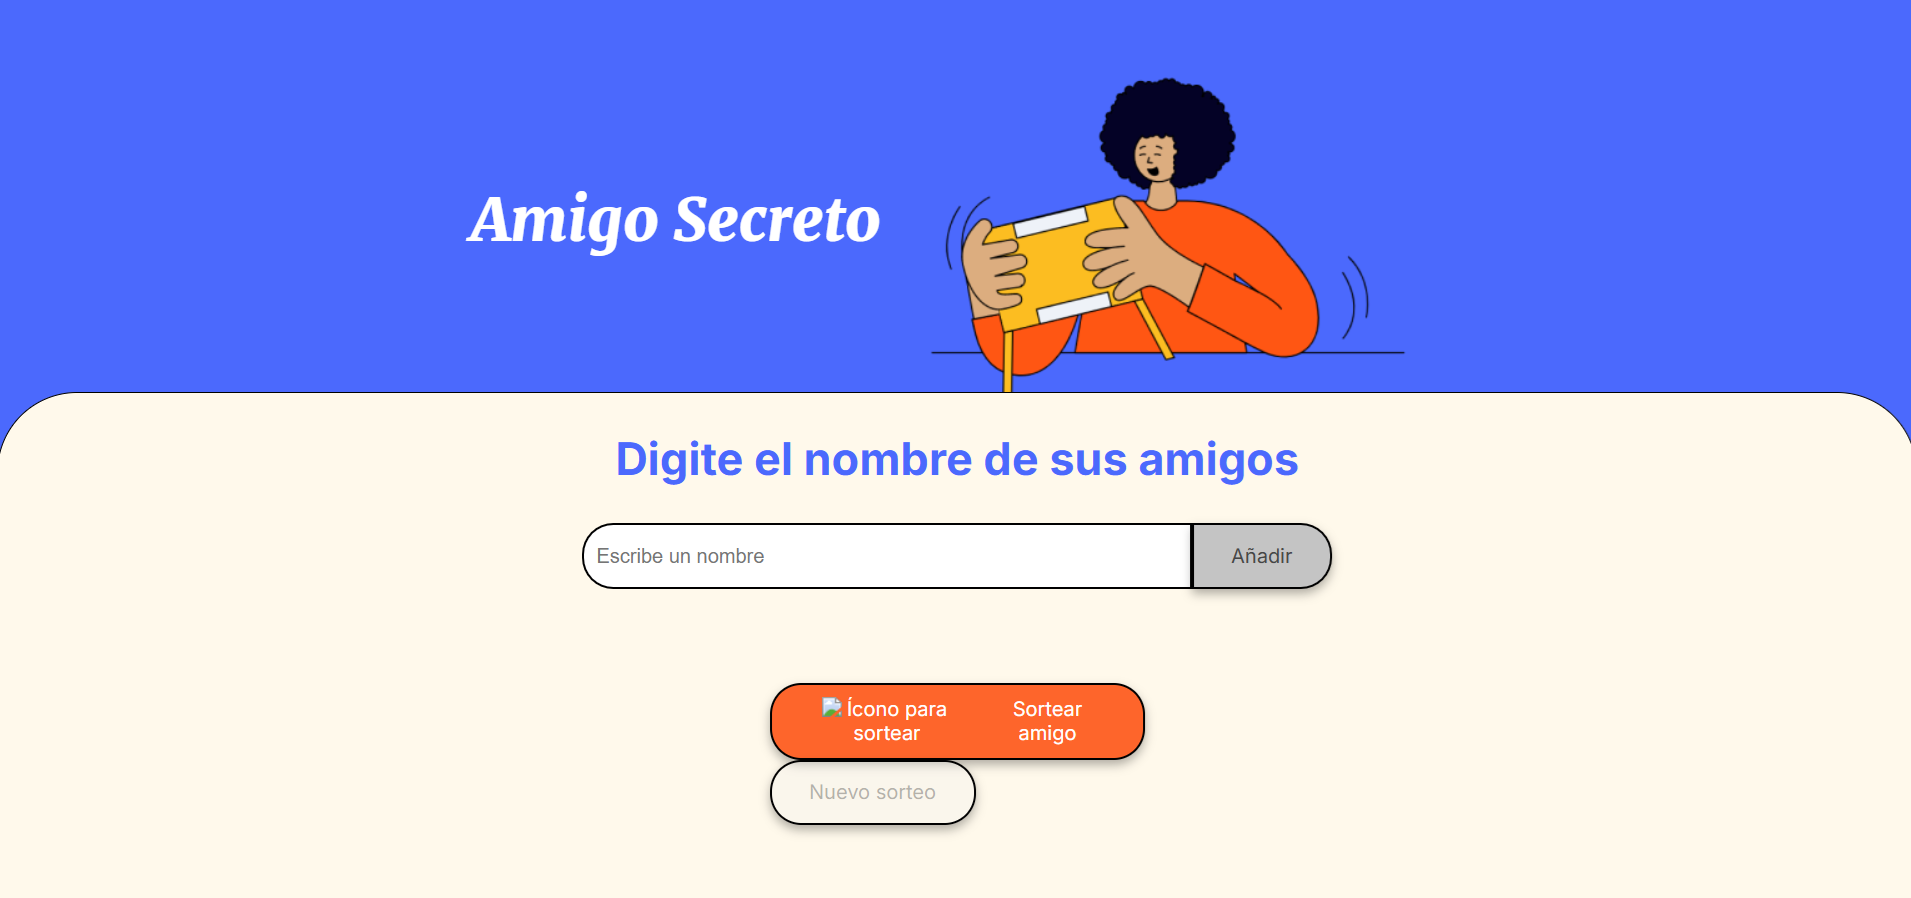 Amigo Secreto
Digite el nombre de sus amigos
Escribe un nombre
Añadir
Ícono para
sortear
Sortear
amigo
Nuevo sorteo